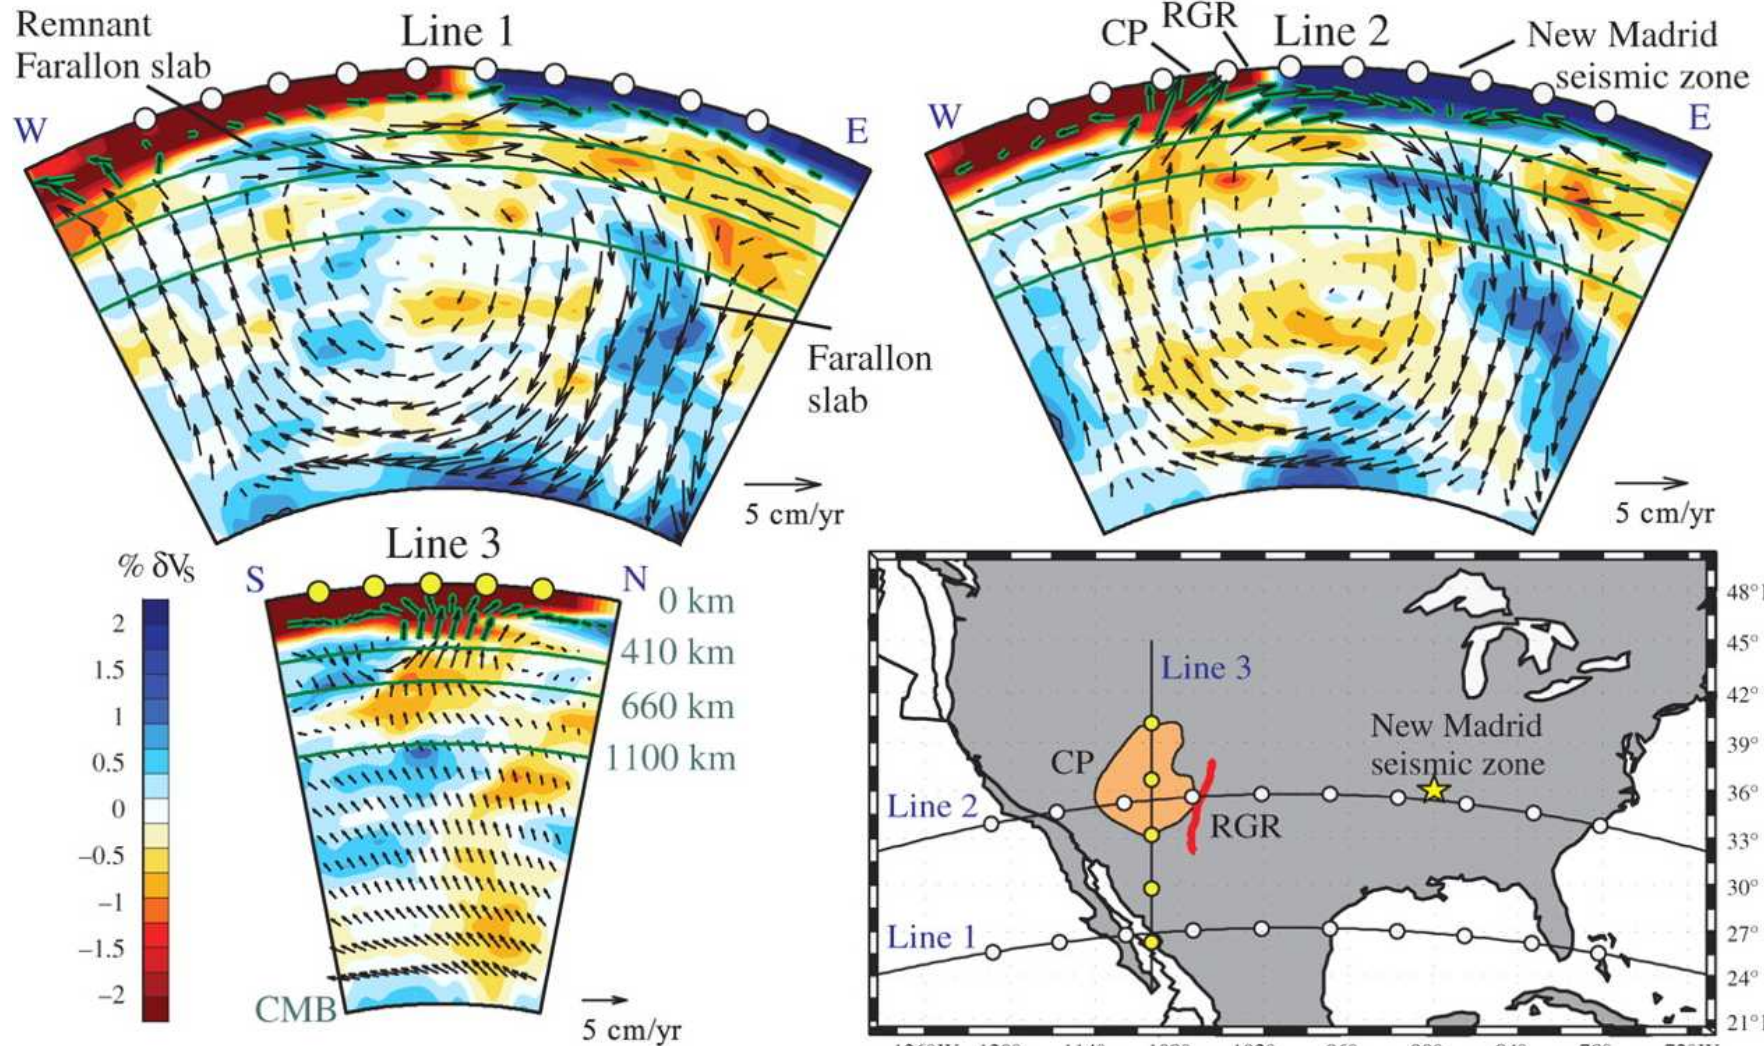 Remnant
Farallon slab
Line 1
W
E
Farallon
slab
5 cm/yr
CP
RGR
Line 2
New Madrid
seismic zone
W
E
5 cm/yr
Line 3
% δVS
S
N
0 km
410 km
660 km
1100 km
CMB
5 cm/yr
2
1.5
1
0.5
0
−0.5
−1
−1.5
−2
Line 3
New Madrid
seismic zone
CP
Line 2
RGR
Line 1
48°
45°
42°
39°
36°
33°
30°
27°
24°
21°